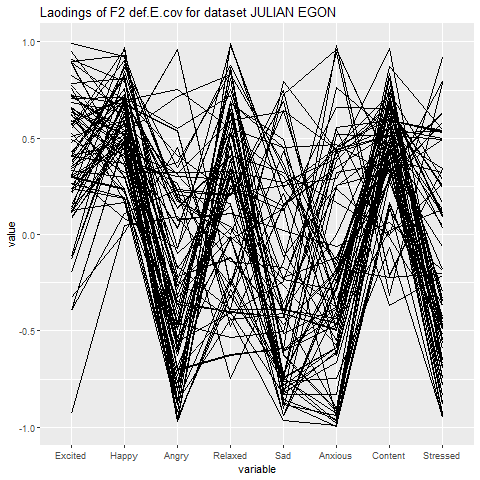 Laodings of F2 def.E.cov for dataset JULIAN EGON
1.0
0.5
0.0
-0.5
-1.0
value
Excited Happy Angry Relaxed Sad Anxious Content Stressed
variable